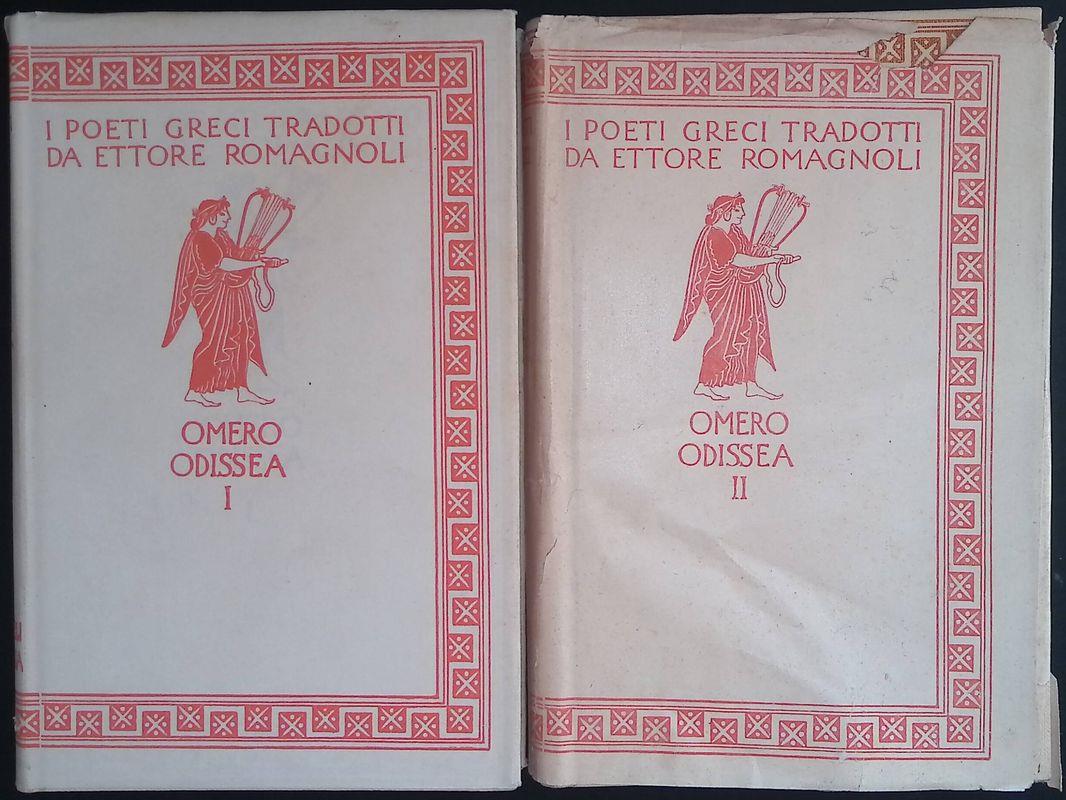 I POETI GRECI TRADOTTI
DA ETTORE ROMAGNOLI
OMERO
ODISSEA
I
I POETI GRECI TRADOTTI
DA ETTORE ROMAGNOLI
OMERO
ODISSEA
II